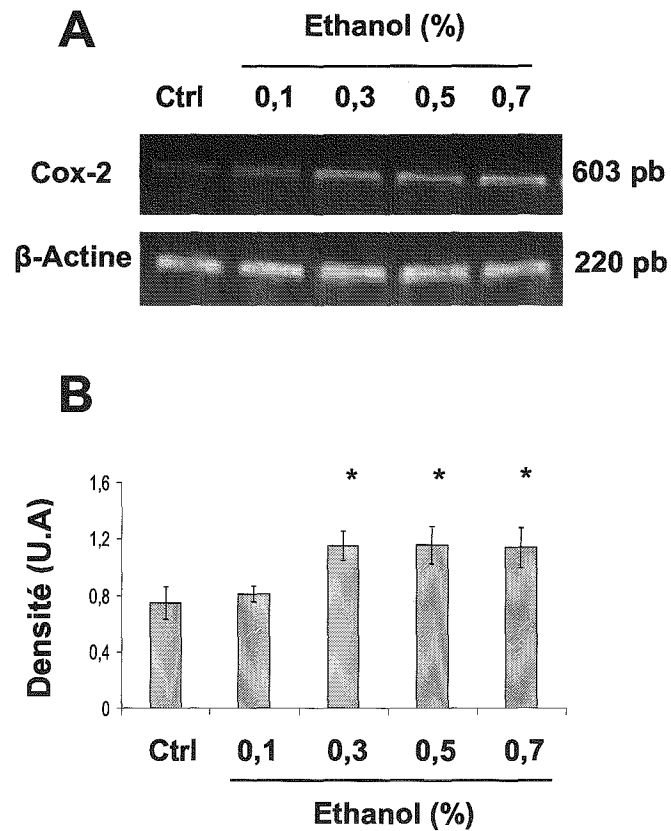 A
Ethanol (%)
Ctrl 0,1 0,3 0,5 0,7
Cox-2 603 pb
β-Actine 220 pb
B
Densité (U.A)
1,6
1,2
0,8
0,4
0
* * *
Ctrl 0,1 0,3 0,5 0,7
Ethanol (%)